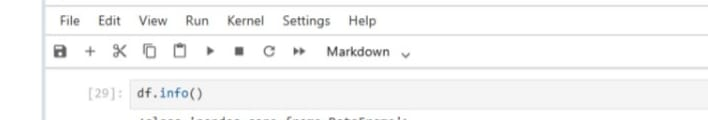 File Edit View Run Kernel Settings Help
Markdown
[29]: df.info()